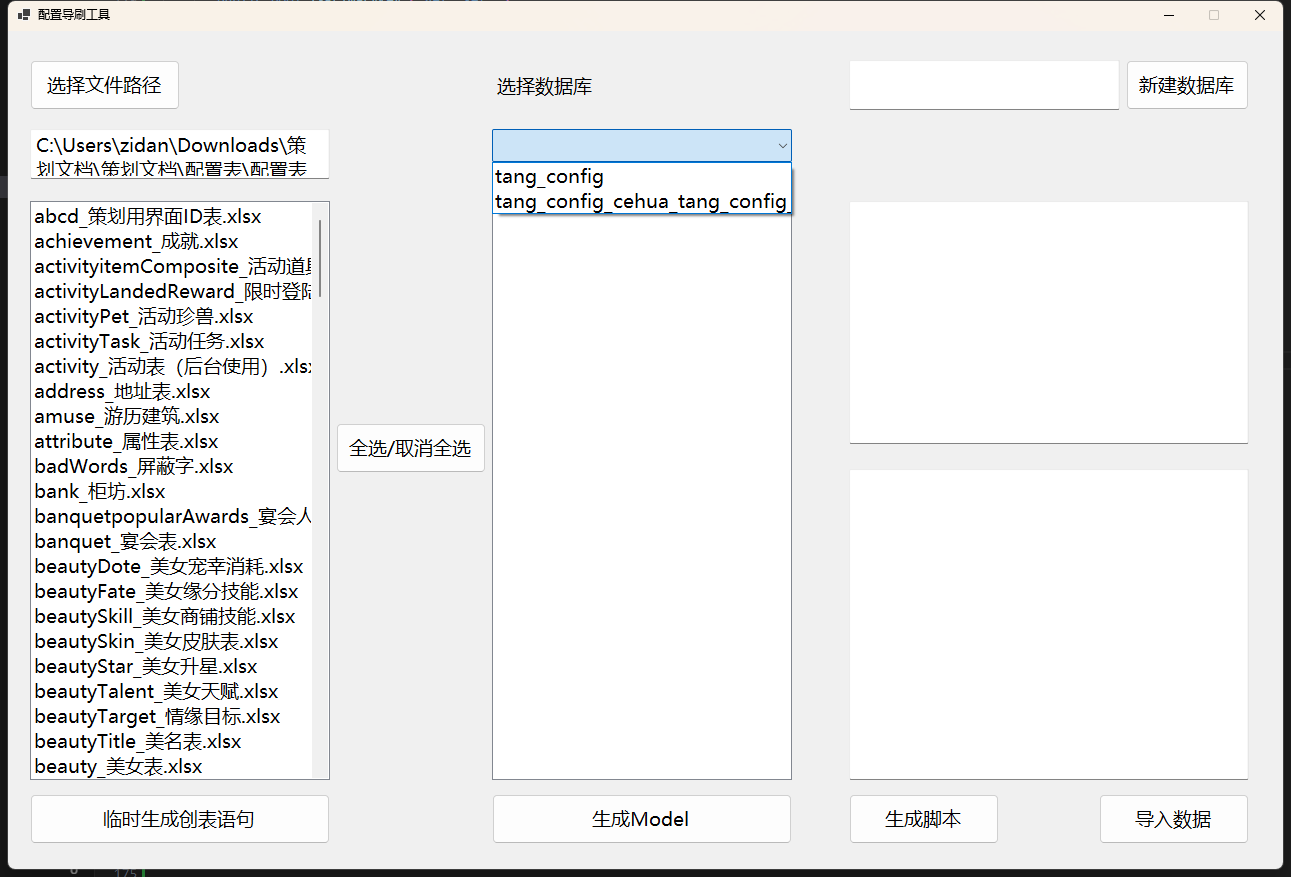 配置导刷工具
选择文件路径
选择数据库
新建数据库
C:\Users\zidan\Downloads\策
划文档\策划文档\配置表\配置表
tang_config
tang_config_cehua_tang_config
abcd_策划用界面ID表.xlsx
achievement_成就.xlsx
activityitemComposite_活动道具
activityLandedReward_限时登陆
activityPet_活动珍兽.xlsx
activityTask_活动任务.xlsx
activity_活动表（后台使用）.xlsx
address_地址表.xlsx
amuse_游历建筑.xlsx
attribute_属性表.xlsx
badWords_屏蔽字.xlsx
bank_柜坊.xlsx
banquetpopularAwards_宴会人
banquet_宴会表.xlsx
beautyDote_美女宠幸消耗.xlsx
beautyFate_美女缘分技能.xlsx
beautySkill_美女商铺技能.xlsx
beautySkin_美女皮肤表.xlsx
beautyStar_美女升星.xlsx
beautyTalent_美女天赋.xlsx
beautyTarget_情缘目标.xlsx
beautyTitle_美名表.xlsx
beauty_美女表.xlsx
全选/取消全选
临时生成创表语句
生成Model
生成脚本
导入数据
175